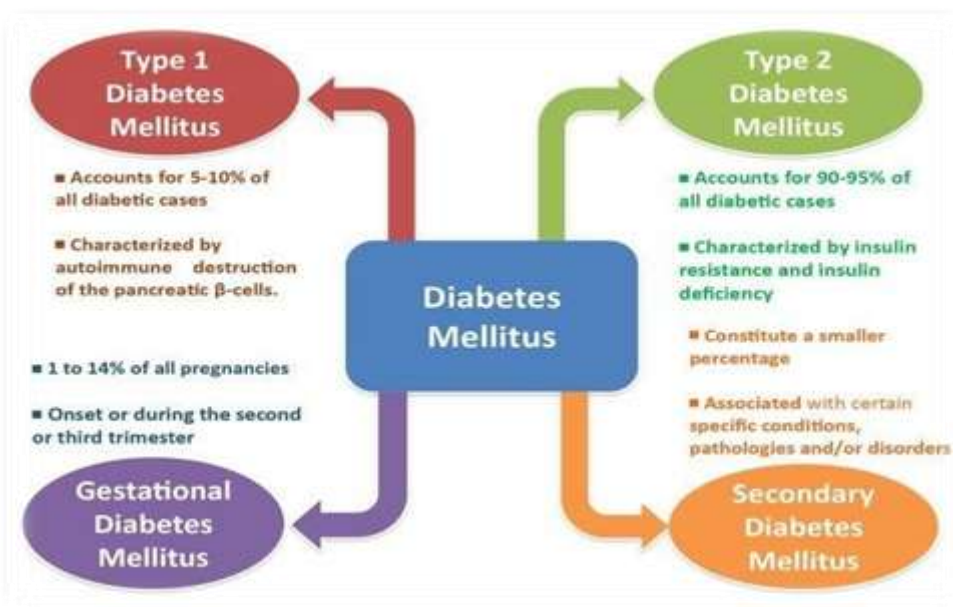 Type 1
Diabetes
Mellitus
■ Accounts for 5-10% of
all diabetic cases
■ Characterized by
autoimmune destruction
of the pancreatic β-cells.
Type 2
Diabetes
Mellitus
■ Accounts for 90-95% of
all diabetic cases
■ Characterized by insulin
resistance and insulin
deficiency
Diabetes
Mellitus
■ 1 to 14% of all pregnancies
■ Onset or during the second
or third trimester
Gestational
Diabetes
Mellitus
■ Constitute a smaller
percentage
■ Associated with certain
specific conditions,
pathologies and/or disorders
Secondary
Diabetes
Mellitus